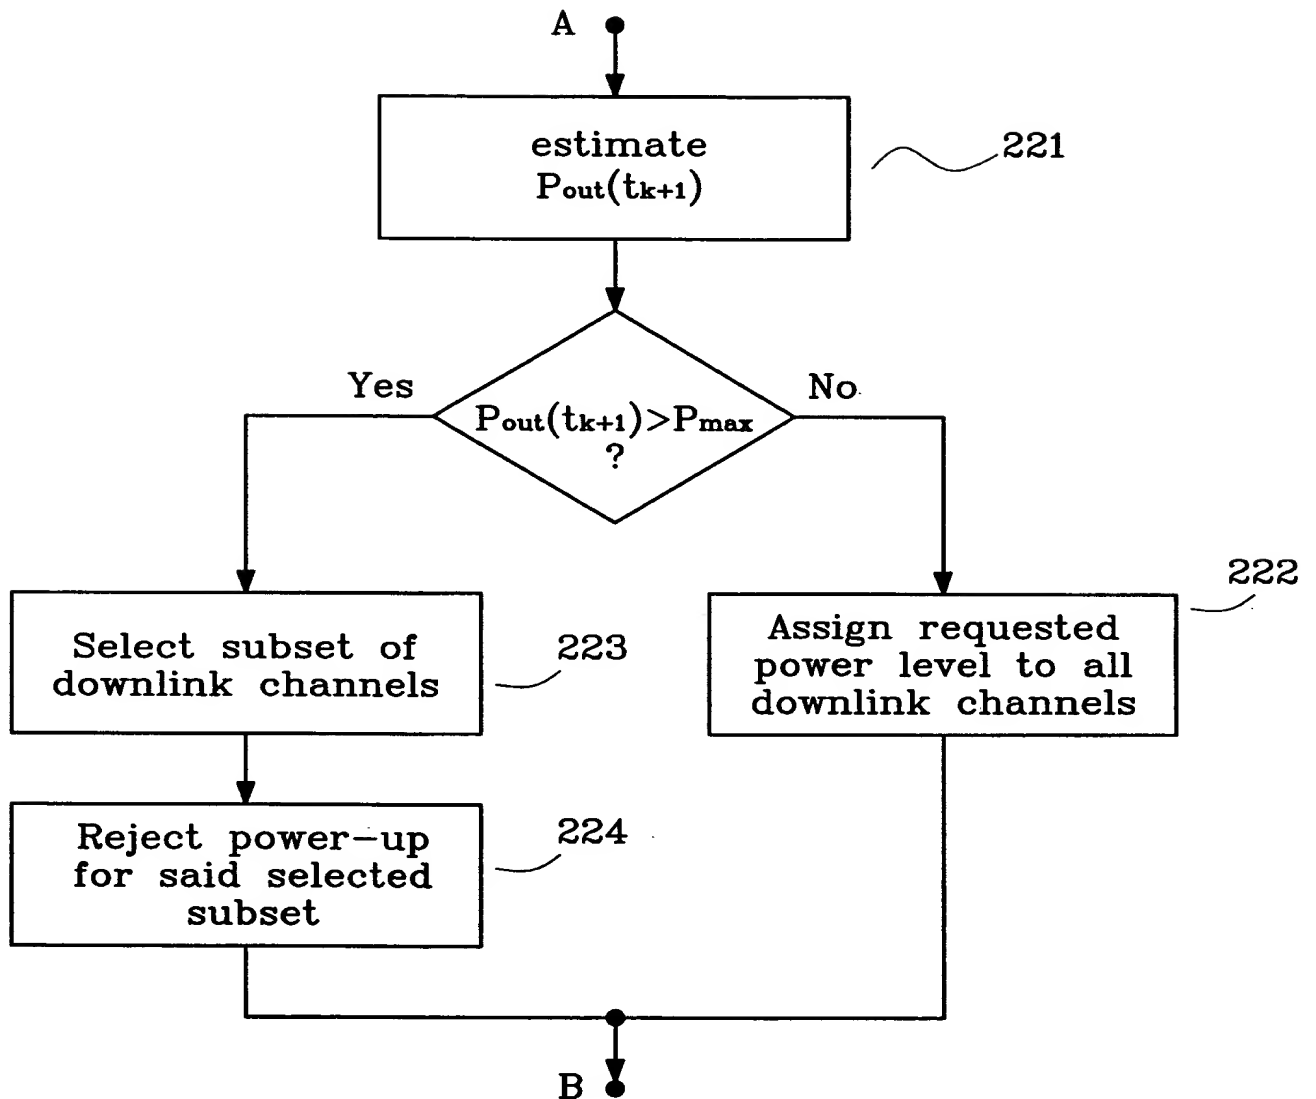 A
estimate
Pout(tk+1)
221
Yes
No
Pout(tk+1)>Pmax
?
222
Assign requested
power level to all
downlink channels
Select subset of
downlink channels
223
Reject power-up
for said selected
subset
224
B